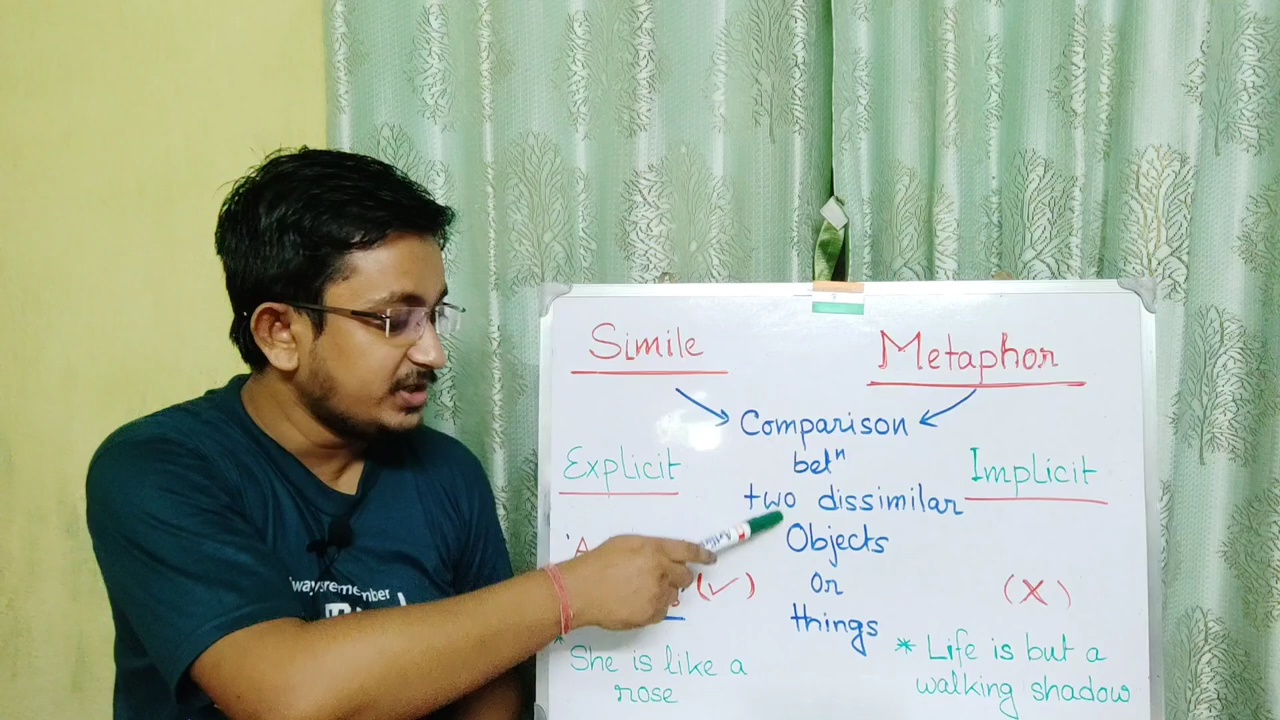 Simile
Metaphor
Comparison
betⁿ
two dissimilar
Objects
Or
things
Explicit
(✓)
* She is like a
rose
Implicit
(X)
* Life is but a
walking shadow
remember